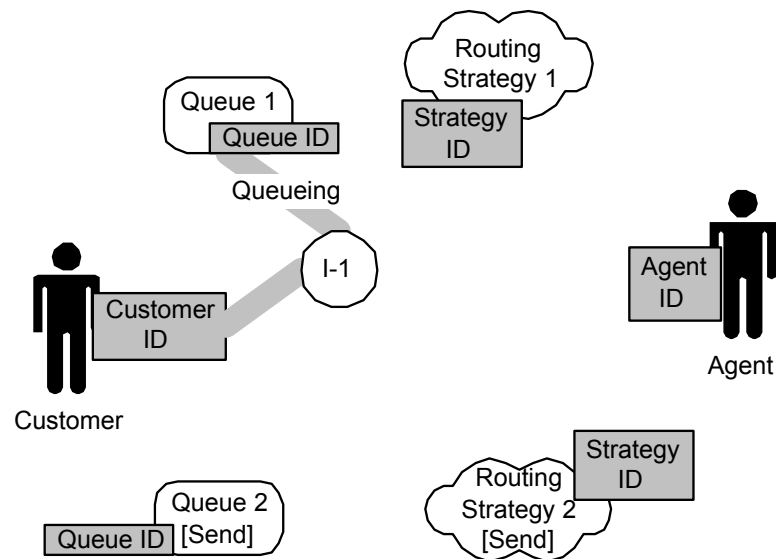 Routing
Strategy 1
Strategy
ID
Queue 1
Queue ID
Queueing
I-1
Customer
ID
Customer
Agent
ID
Agent
Queue 2
[Send]
Queue ID
Routing
Strategy 2
[Send]
Strategy
ID